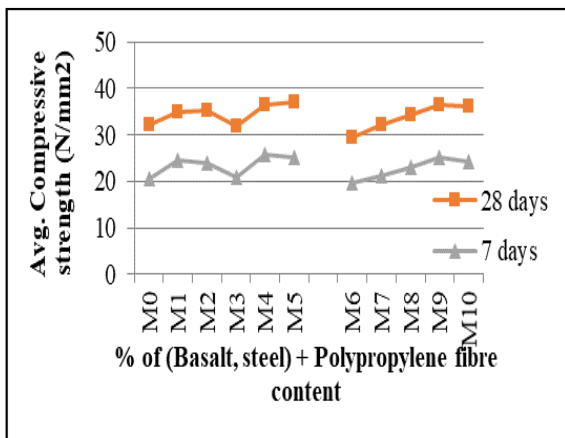 Avg. Compressive
strength (N/mm2)
50
40
30
20
10
0
M0
M1
M2
M3
M4
M5
M6
M7
M8
M9
M10
28 days
7 days
% of (Basalt, steel) + Polypropylene fibre
content